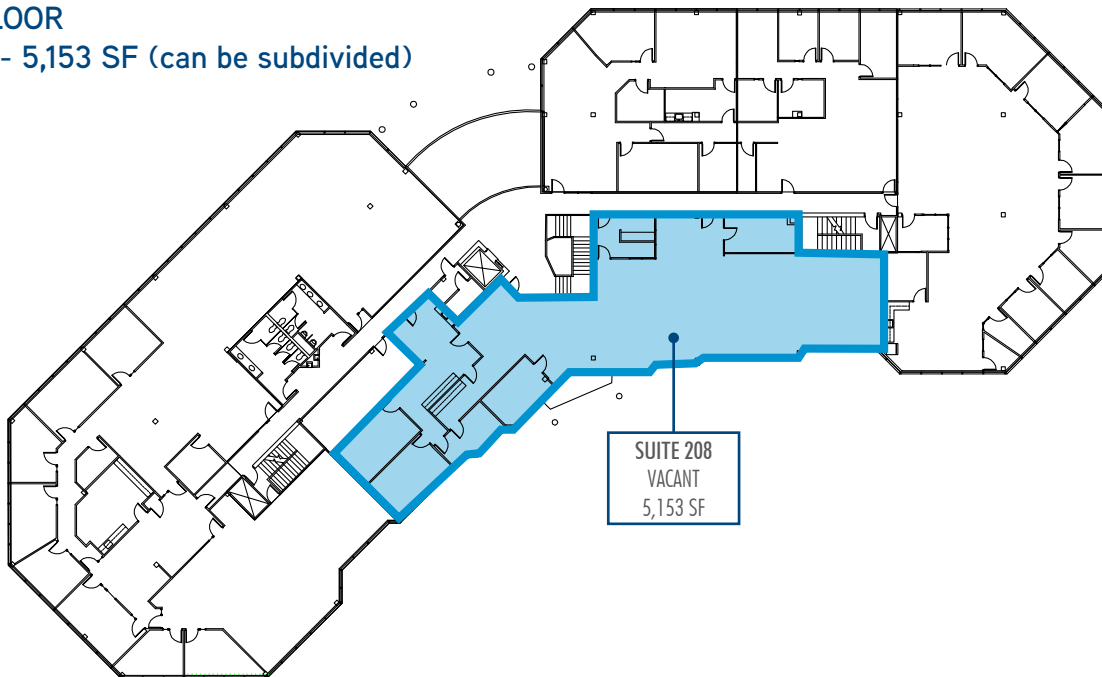 LOOR
- 5,153 SF (can be subdivided)
SUITE 208
VACANT
5,153 SF